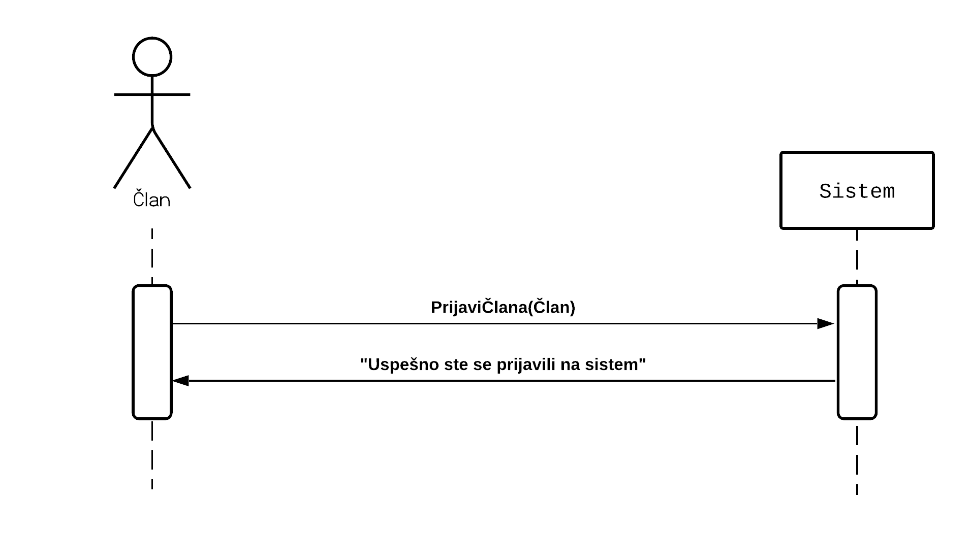 Član
Sistem
PrijaviČlana(Član)
"Uspešno ste se prijavili na sistem"